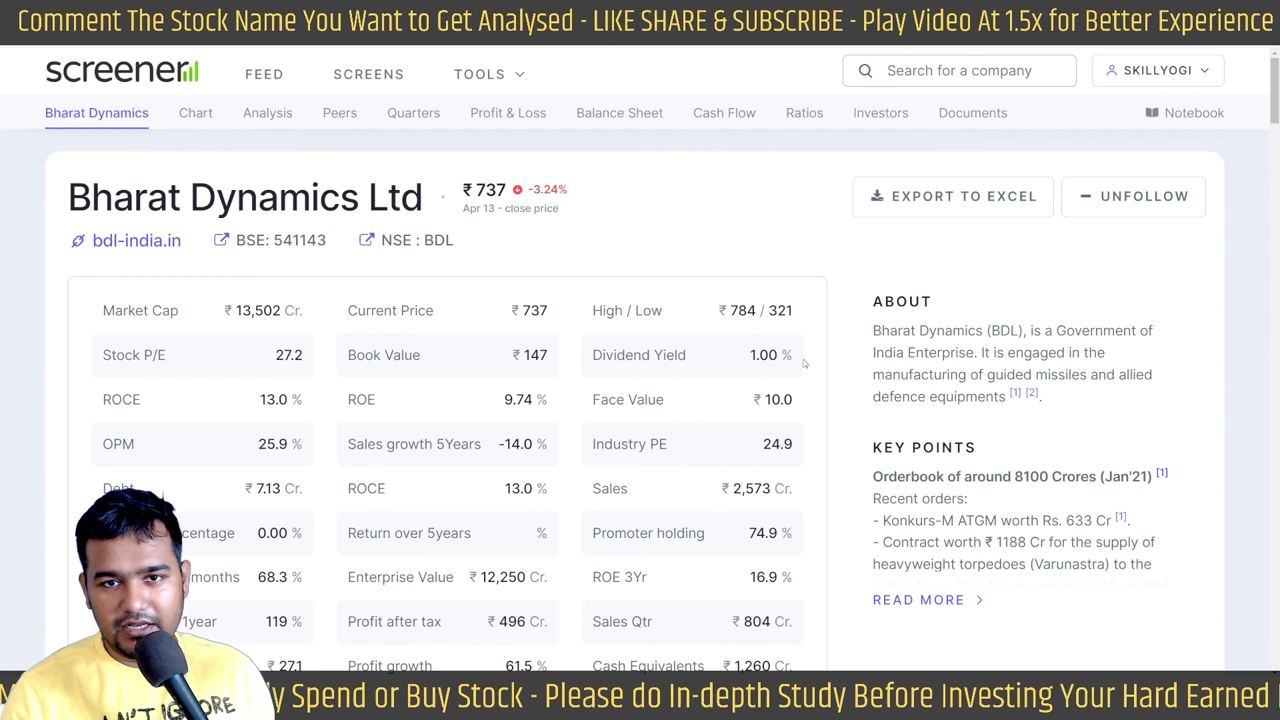 Comment The Stock Name You Want to Get Analysed - LIKE SHARE & SUBSCRIBE - Play Video At 1.5x for Better Experience
screener FEED SCREENS TOOLS Search for a company SKILLYOGI
Bharat Dynamics Chart Analysis Peers Quarters Profit & Loss Balance Sheet Cash Flow Ratios Investors Documents Notebook
Bharat Dynamics Ltd ₹ 737 -3.24%
Apr 13 - close price
EXPORT TO EXCEL UNFOLLOW
bdl-india.in BSE: 541143 NSE : BDL
Market Cap ₹ 13,502 Cr. Current Price ₹ 737 High / Low ₹ 784 / 321
Stock P/E 27.2 Book Value ₹ 147 Dividend Yield 1.00 %
ROCE 13.0 % ROE 9.74 % Face Value ₹ 10.0
OPM 25.9 % Sales growth 5Years -14.0 % Industry PE 24.9
Debt ₹ 7.13 Cr. ROCE 13.0 % Sales ₹ 2,573 Cr.
centage 0.00 % Return over 5years % Promoter holding 74.9 %
months 68.3 % Enterprise Value ₹ 12,250 Cr. ROE 3Yr 16.9 %
1year 119 % Profit after tax ₹ 496 Cr. Sales Qtr ₹ 804 Cr.
₹ 27.1 Profit growth 61.5 % Cash Equivalents ₹ 1,260 Cr.
ABOUT
Bharat Dynamics (BDL), is a Government of
India Enterprise. It is engaged in the
manufacturing of guided missiles and allied
defence equipments [1] [2].
KEY POINTS
Orderbook of around 8100 Crores (Jan'21) [1]
Recent orders:
- Konkurs-M ATGM worth Rs. 633 Cr [1].
- Contract worth ₹ 1188 Cr for the supply of
heavyweight torpedoes (Varunastra) to the
READ MORE
y Spend or Buy Stock - Please do In-depth Study Before Investing Your Hard Earned